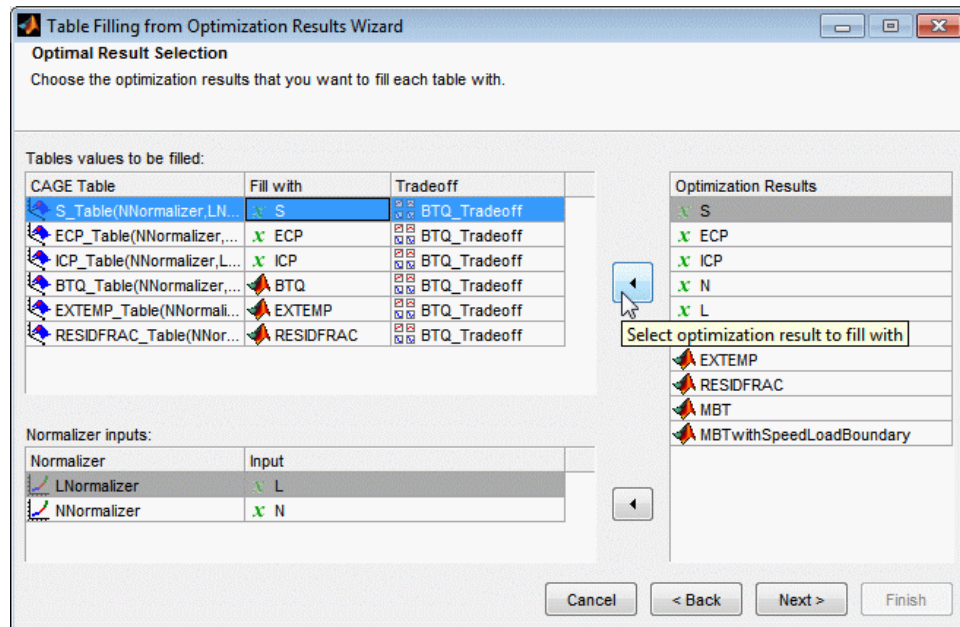 Table Filling from Optimization Results Wizard
Optimal Result Selection
Choose the optimization results that you want to fill each table with.
Tables values to be filled:
CAGE Table Fill with Tradeoff
S_Table(NNormalizer,LN... x S BTQ_Tradeoff
ECP_Table(NNormalizer,... x ECP BTQ_Tradeoff
ICP_Table(NNormalizer,L... x ICP BTQ_Tradeoff
BTQ_Table(NNormalizer,... BTQ BTQ_Tradeoff
EXTEMP_Table(NNormali... EXTEMP BTQ_Tradeoff
RESIDFRAC_Table(NNor... RESIDFRAC BTQ_Tradeoff
Optimization Results
x S
x ECP
x ICP
x N
x L
Select optimization result to fill with
EXTEMP
RESIDFRAC
MBT
MBTwithSpeedLoadBoundary
Normalizer inputs:
Normalizer Input
LNormalizer x L
NNormalizer x N
Cancel < Back Next > Finish